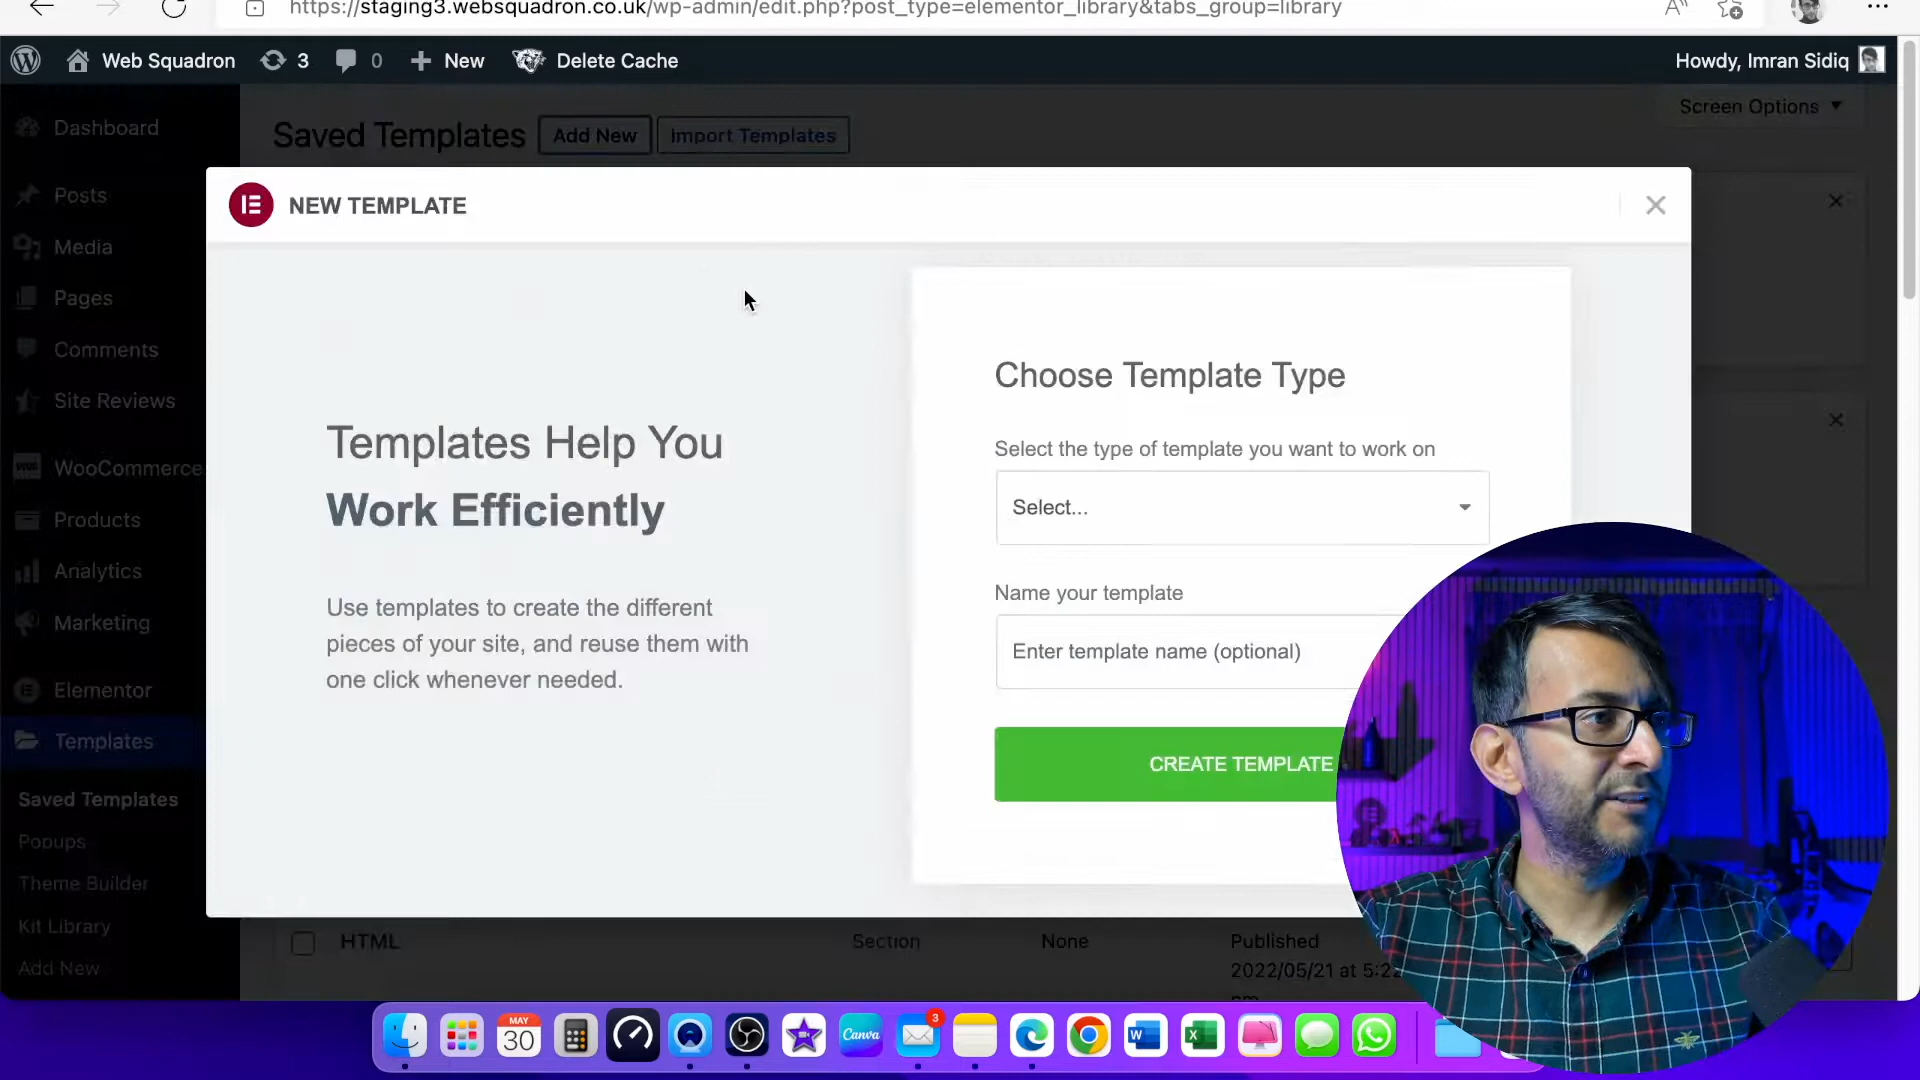 https://staging3.websquadron.co.uk/wp-admin/edit.php?post_type=elementor_library&tabs_group=library
Web Squadron
3
0
New
Delete Cache
Howdy, Imran Sidiq
Screen Options
Dashboard
Posts
Media
Pages
Comments
Site Reviews
WooCommerce
Products
Analytics
Marketing
Elementor
Templates
Saved Templates
Popups
Theme Builder
Kit Library
Add New
Saved Templates
Add New
Import Templates
NEW TEMPLATE
Templates Help You
Work Efficiently
Use templates to create the different
pieces of your site, and reuse them with
one click whenever needed.
Choose Template Type
Select the type of template you want to work on
Select...
Name your template
Enter template name (optional)
CREATE TEMPLATE
HTML
Section
None
Published
2022/05/21 at 5:22
MAY
30
Canva
3